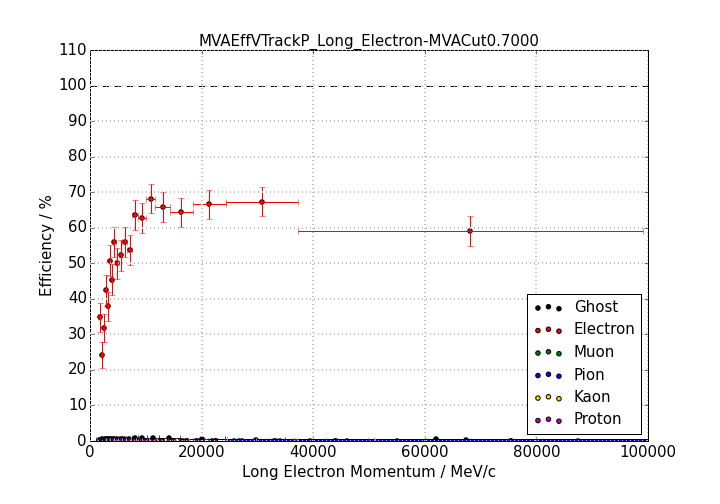 MVAEffVTrackP_Long_Electron-MVACut0.7000
110
100
90
80
70
60
50
40
30
20
10
0
Efficiency / %
Ghost
Electron
Muon
Pion
Kaon
Proton
0 20000 40000 60000 80000 100000
Long Electron Momentum / MeV/c